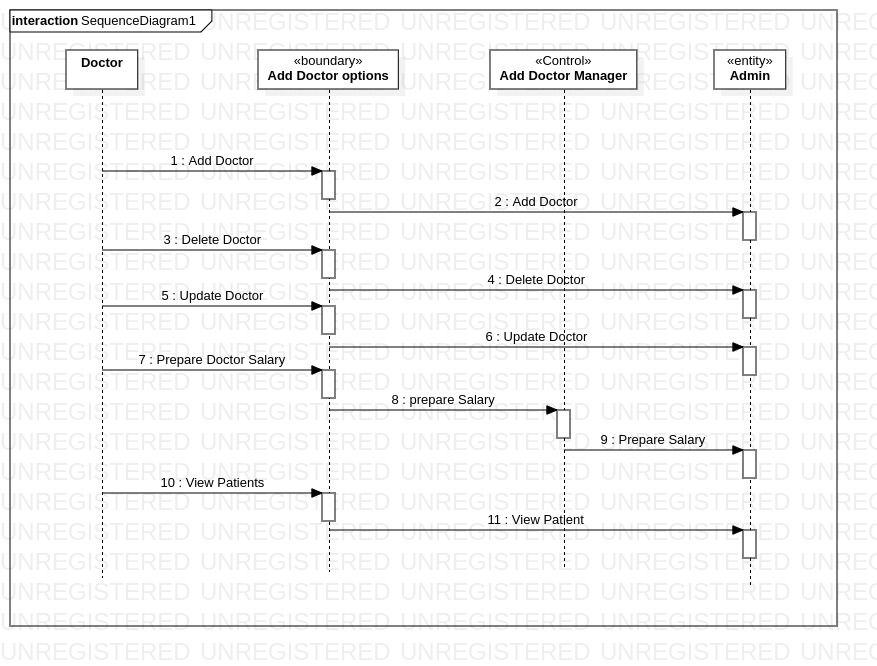 interaction SequenceDiagram1
Doctor
«boundary»
Add Doctor options
«Control»
Add Doctor Manager
«entity»
Admin
1 : Add Doctor
2 : Add Doctor
3 : Delete Doctor
4 : Delete Doctor
5 : Update Doctor
6 : Update Doctor
7 : Prepare Doctor Salary
8 : prepare Salary
9 : Prepare Salary
10 : View Patients
11 : View Patient
UNREGISTERED UNREGISTERED UNREGISTERED UNREGISTERED